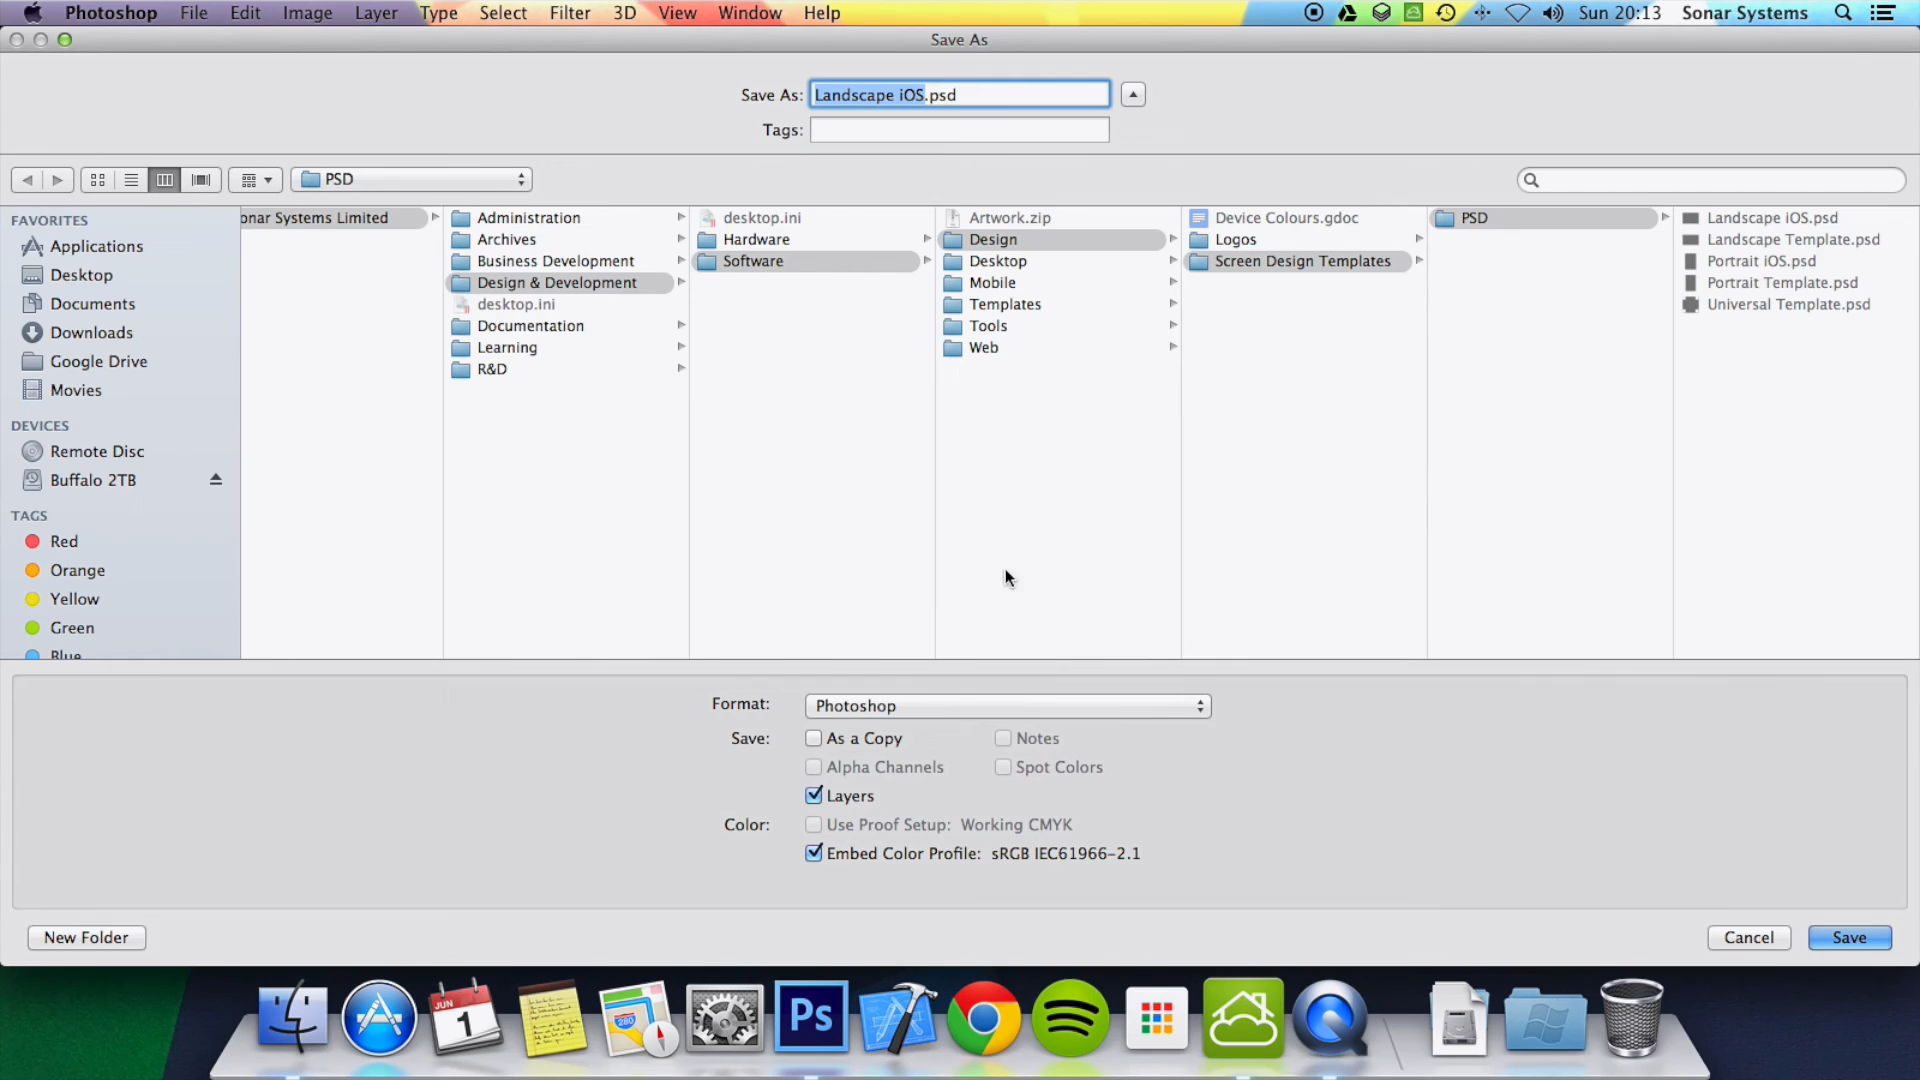 Photoshop File Edit Image Layer Type Select Filter 3D View Window Help Sun 20:13 Sonar Systems
Save As
Save As: Landscape iOS.psd
Tags:
PSD
FAVORITES
Applications
Desktop
Documents
Downloads
Google Drive
Movies
DEVICES
Remote Disc
Buffalo 2TB
TAGS
Red
Orange
Yellow
Green
Blue
onar Systems Limited
Administration
Archives
Business Development
Design & Development
desktop.ini
Documentation
Learning
R&D
desktop.ini
Hardware
Software
Artwork.zip
Design
Desktop
Mobile
Templates
Tools
Web
Device Colours.gdoc
Logos
Screen Design Templates
PSD
Landscape iOS.psd
Landscape Template.psd
Portrait iOS.psd
Portrait Template.psd
Universal Template.psd
Format: Photoshop
Save: As a Copy Notes
Alpha Channels Spot Colors
Layers
Color: Use Proof Setup: Working CMYK
Embed Color Profile: sRGB IEC61966-2.1
New Folder Cancel Save
JUN
1
280
Ps